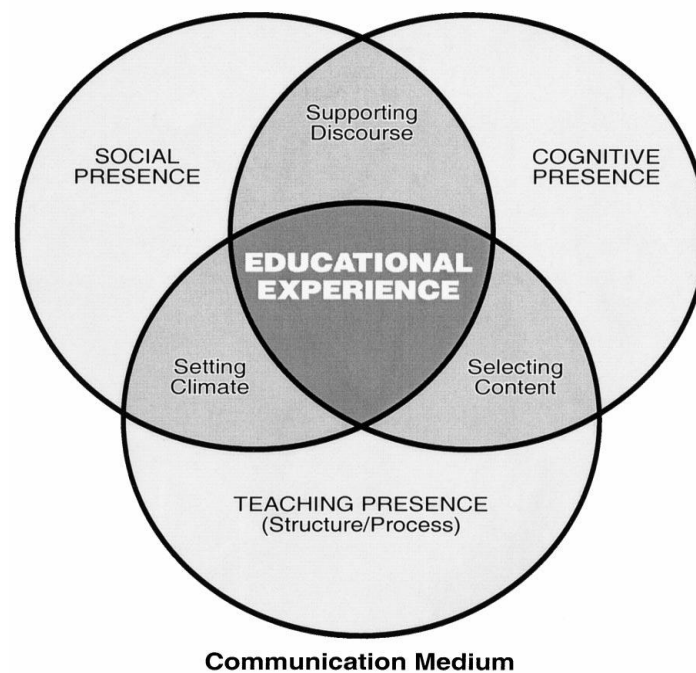 Supporting
Discourse
SOCIAL
PRESENCE
COGNITIVE
PRESENCE
EDUCATIONAL
EXPERIENCE
Setting
Climate
Selecting
Content
TEACHING PRESENCE
(Structure/Process)
Communication Medium